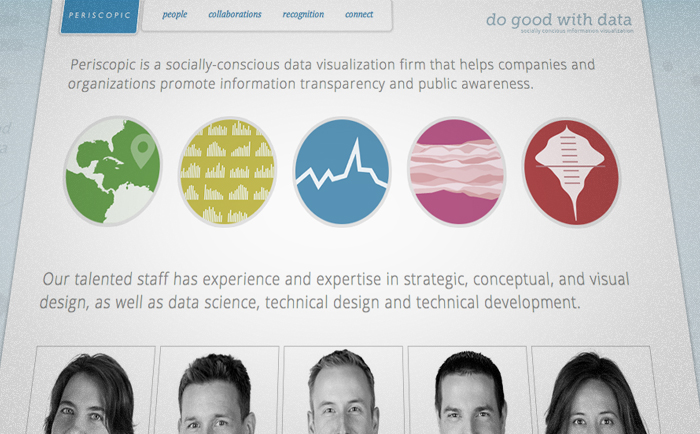 PERISCOPIC
people
collaborations
recognition
connect
do good with data
socially conscious information visualization
Periscopic is a socially-conscious data visualization firm that helps companies and
organizations promote information transparency and public awareness.
Our talented staff has experience and expertise in strategic, conceptual, and visual
design, as well as data science, technical design and technical development.